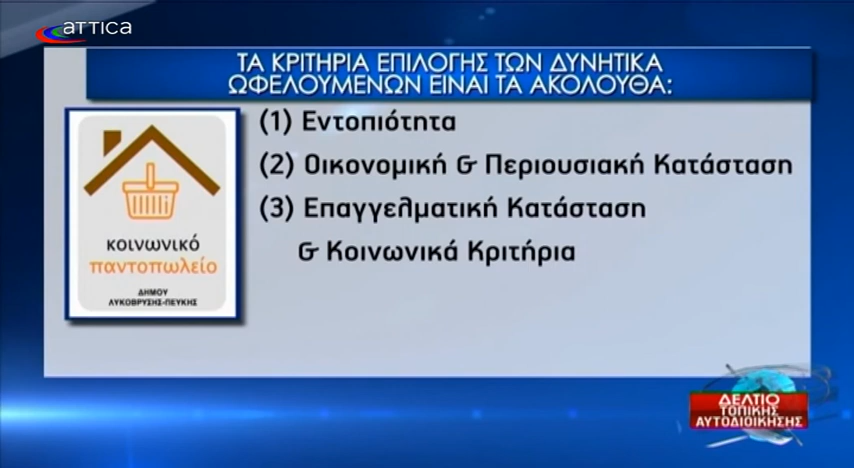 ATTICA
ΤΑ ΚΡΙΤΗΡΙΑ ΕΠΙΛΟΓΗΣ ΤΩΝ ΔΥΝΗΤΙΚΑ
ΩΦΕΛΟΥΜΕΝΩΝ ΕΙΝΑΙ ΤΑ ΑΚΟΛΟΥΘΑ:
(1) Εντοπιότητα
(2) Οικονομική & Περιουσιακή Κατάσταση
(3) Επαγγελματική Κατάσταση
& Κοινωνικά Κριτήρια
κοινωνικό
παντοπωλείο
ΔΗΜΟΥ
ΛΥΚΟΒΡΥΣΗΣ-ΠΕΥΚΗΣ
ΔΕΛΤΙΟ
ΤΟΠΙΚΗΣ
ΑΥΤΟΔΙΟΙΚΗΣΗΣ